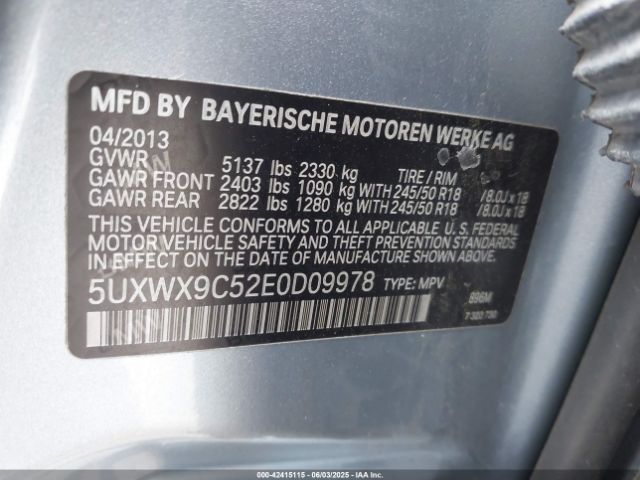 MFD BY BAYERISCHE MOTOREN WERKE AG
04/2013
GVWR 5137 lbs 2330 kg TIRE / RIM
GAWR FRONT 2403 lbs 1090 kg WITH 245/50 R18 /8.0J x 18
GAWR REAR 2822 lbs 1280 kg WITH 245/50 R18 /8.0J x 18
THIS VEHICLE CONFORMS TO ALL APPLICABLE U. S. FEDERAL
MOTOR VEHICLE SAFETY AND THEFT PREVENTION STANDARDS
IN EFFECT ON THE DATE OF MANUFACTURE SHOWN ABOVE.
5UXWX9C52E0D09978 TYPE: MPV
896M
00-42415115 - 06/03/2025 - IAA Inc.